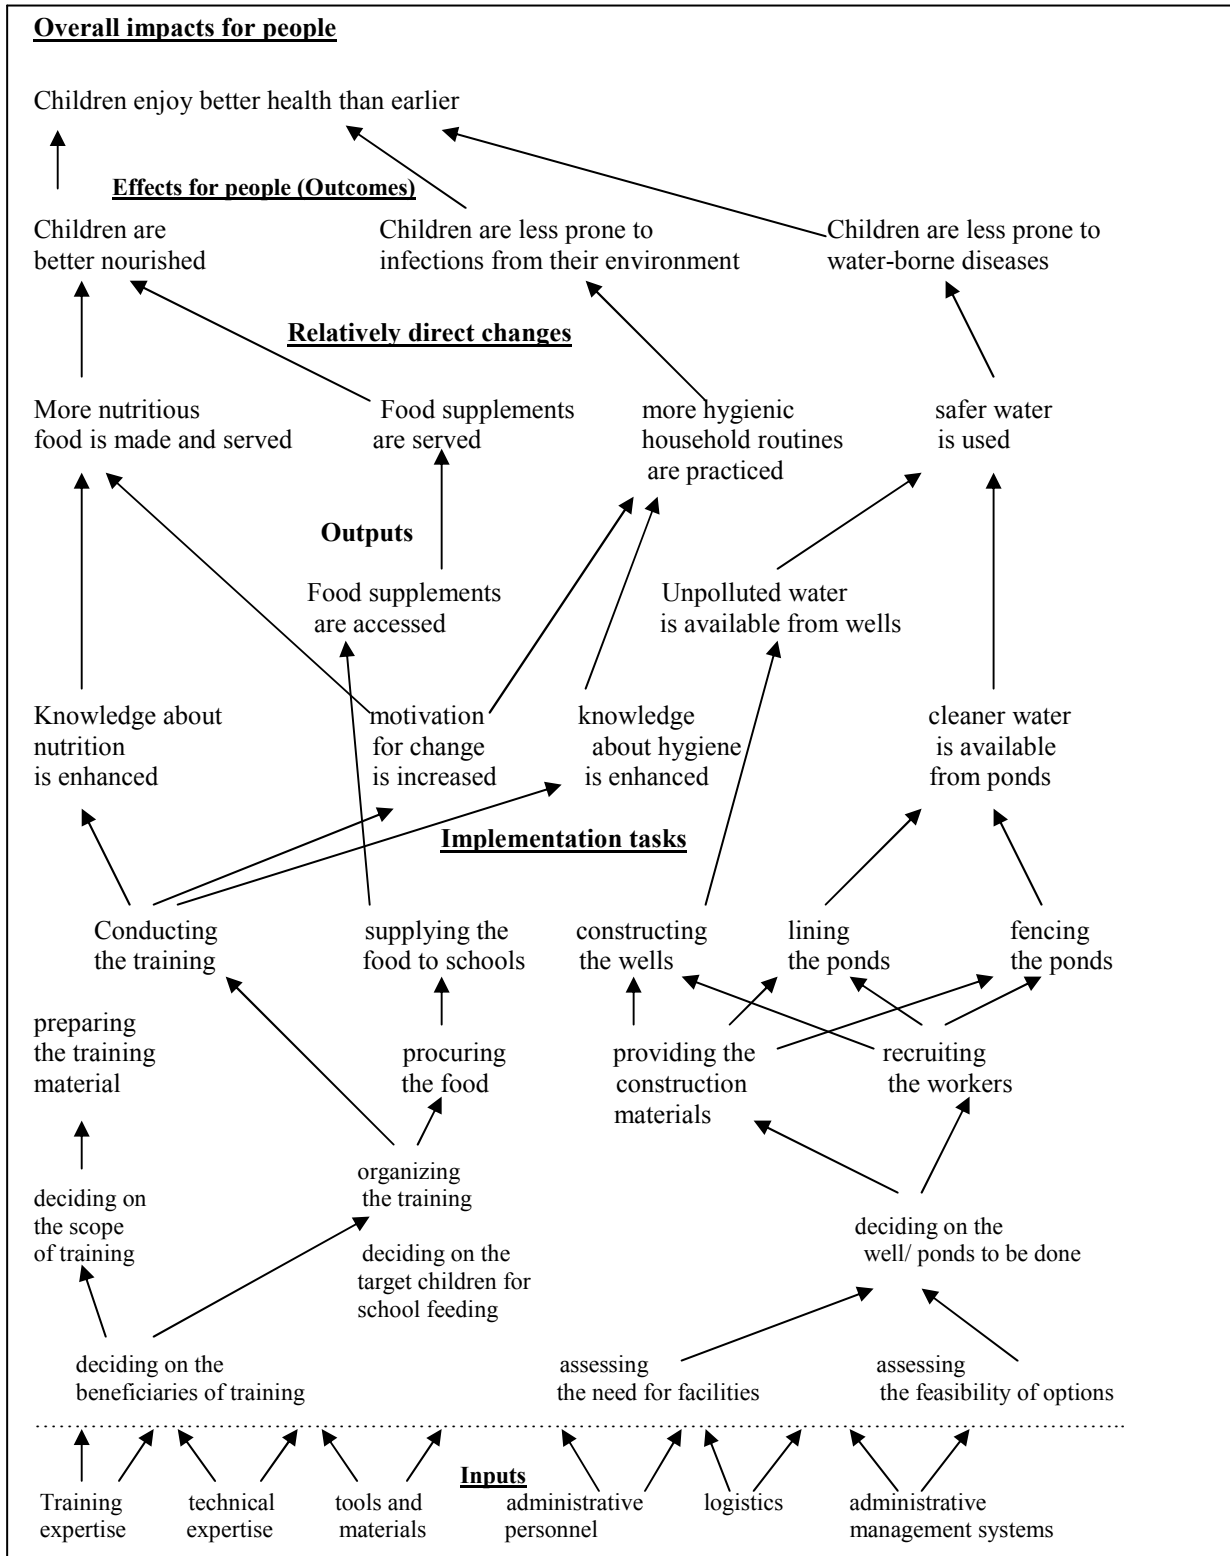 Overall impacts for people
Children enjoy better health than earlier
Effects for people (Outcomes)
Children are
better nourished
Children are less prone to
infections from their environment
Children are less prone to
water-borne diseases
Relatively direct changes
More nutritious
food is made and served
Food supplements
are served
more hygienic
household routines
are practiced
safer water
is used
Outputs
Food supplements
are accessed
Unpolluted water
is available from wells
Knowledge about
nutrition
is enhanced
motivation
for change
is increased
knowledge
about hygiene
is enhanced
cleaner water
is available
from ponds
Implementation tasks
Conducting
the training
supplying the
food to schools
constructing
the wells
lining
the ponds
fencing
the ponds
preparing
the training
material
procuring
the food
providing the
construction
materials
recruiting
the workers
organizing
the training
deciding on
the scope
of training
deciding on the
target children for
school feeding
deciding on the
well/ ponds to be done
deciding on the
beneficiaries of training
assessing
the need for facilities
assessing
the feasibility of options
Inputs
Training
expertise
technical
expertise
tools and
materials
administrative
personnel
logistics
administrative
management systems